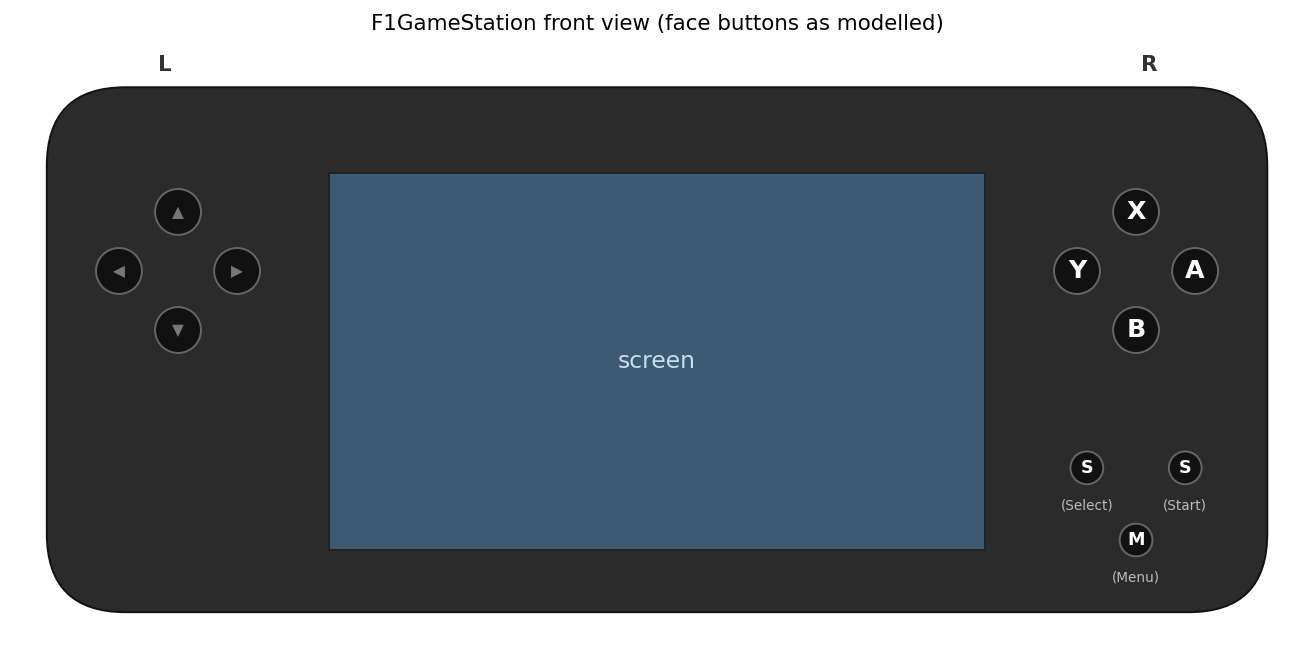 F1GameStation front view (face buttons as modelled)
L
R
▲
X
◀
▶
Y
A
▼
B
screen
S
S
(Select)
(Start)
M
(Menu)